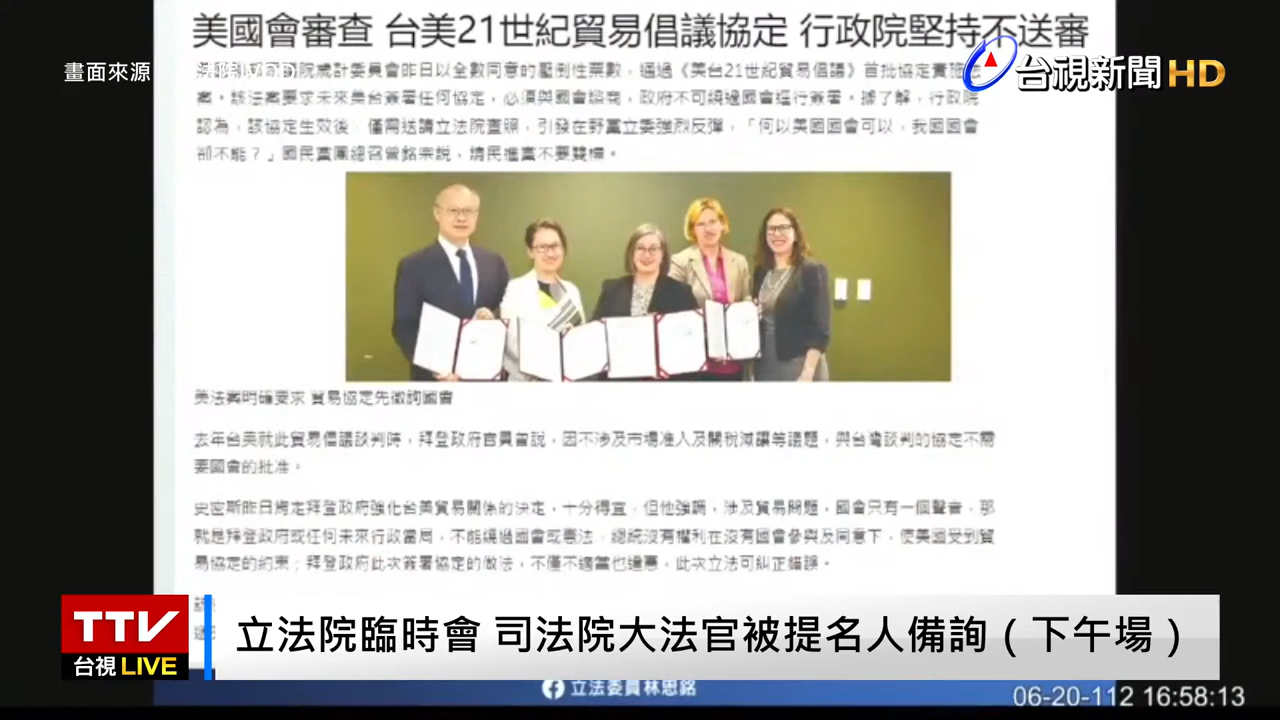 美國會審查 台美21世紀貿易倡議協定 行政院堅持不送審
畫面來源
台視新聞HD
院歲計委員會昨日以全數同意的壓倒性票數，通過《美台21世紀貿易倡議》首批協定實施法
案。該法案要求未來美台簽署任何協定，必須與國會諮商，政府不可繞過國會逕行簽署。據了解，行政院
認為，該協定生效後，僅需送請立法院查照，引發在野黨立委強烈反彈，「何以美國國會可以，我國國會
卻不能？」國民黨團總召曾銘宗說，請民進黨不要雙標。
美法案明確要求 貿易協定先徵詢國會
去年台美就此貿易倡議談判時，拜登政府官員曾說，因不涉及市場准入及關稅減讓等議題，與台灣談判的協定不需
要國會的批准。
史密斯昨日肯定拜登政府強化台美貿易關係的決定，十分得宜，但他強調，涉及貿易問題，國會只有一個聲音，那
就是拜登政府或任何未來行政當局，不能繞過國會或憲法，總統沒有權利在沒有國會參與及同意下，使美國受到貿
易協定的約束；拜登政府此次簽署協定的做法，不僅不適當也違憲，此次立法可糾正錯誤。
TTV
台視LIVE
立法院臨時會 司法院大法官被提名人備詢（下午場）
立法委員林思銘
06-20-112 16:58:13